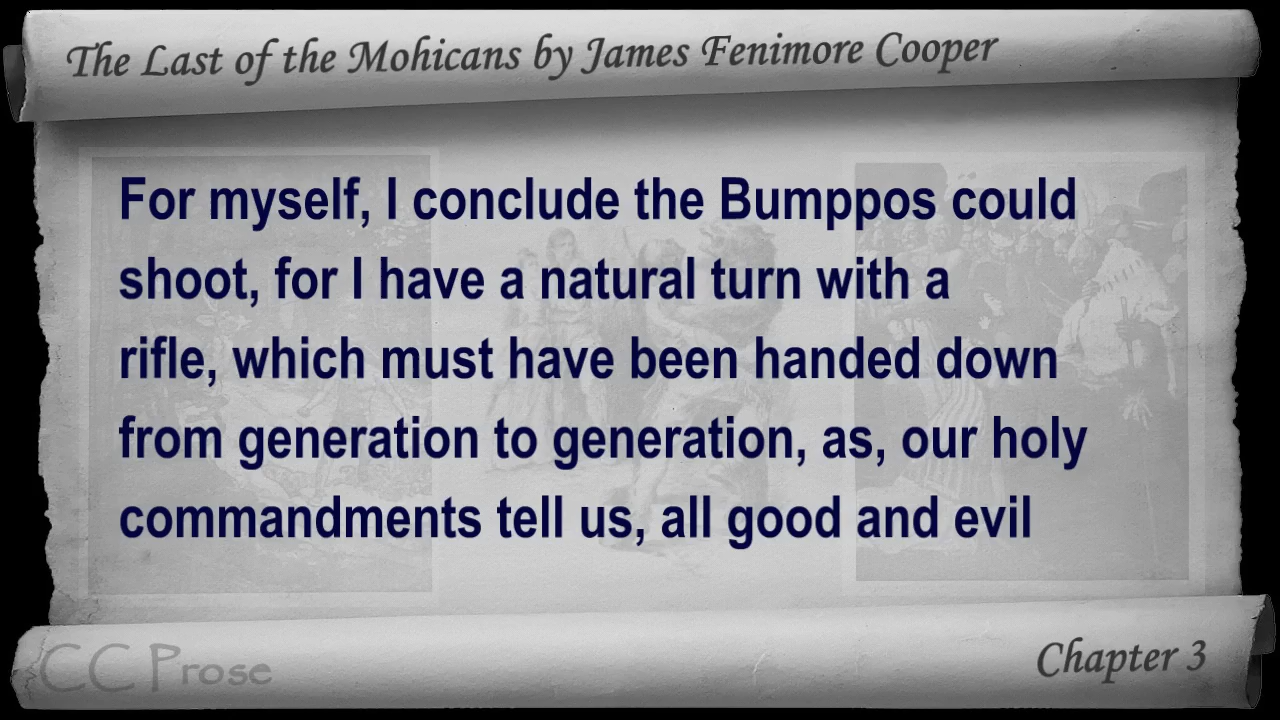 The Last of the Mohicans by James Fenimore Cooper
For myself, I conclude the Bumppos could
shoot, for I have a natural turn with a
rifle, which must have been handed down
from generation to generation, as, our holy
commandments tell us, all good and evil
CC Prose
Chapter 3